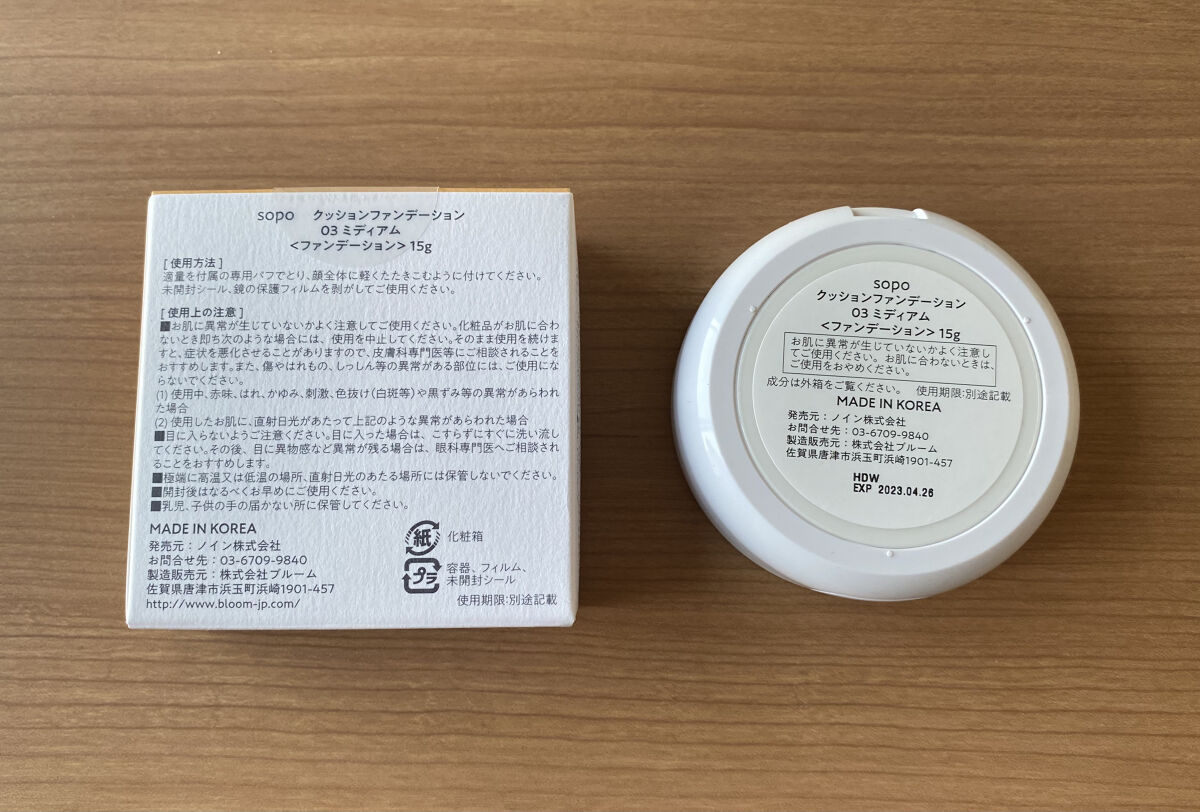 sopo クッションファンデーション
03 ミディアム
<ファンデーション> 15g
[ 使用方法 ]
適量を付属の専用パフでとり、顔全体に軽くたたきこむように付けてください。
未開封シール、鏡の保護フィルムを剥がしてご使用ください。
[ 使用上の注意 ]
■お肌に異常が生じていないかよく注意してご使用ください。化粧品がお肌に合わ
ないとき即ち次のような場合には、使用を中止してください。そのまま使用を続けま
すと、症状を悪化させることがありますので、皮膚科専門医等にご相談されることを
おすすめします。また、傷やはれもの、しっしん等の異常がある部位には、ご使用にな
らないでください。
(1) 使用中、赤味、はれ、かゆみ、刺激、色抜け(白斑等)や黒ずみ等の異常があらわれ
た場合
(2) 使用したお肌に、直射日光があたって上記のような異常があらわれた場合
■目に入らないようご注意ください。目に入った場合は、こすらずにすぐに洗い流し
てください。その後、目に異物感など異常が残る場合は、眼科専門医へご相談され
ることをおすすめします。
■極端に高温又は低温の場所、直射日光のあたる場所には保管しないでください。
■開封後はなるべくお早めにご使用ください。
■乳児、子供の手の届かない所に保管してください。
MADE IN KOREA
発売元：ノイン株式会社
お問合せ先：03-6709-9840
製造販売元：株式会社ブルーム
佐賀県唐津市浜玉町浜崎1901-457
http://www.bloom-jp.com/
紙 化粧箱
プラ 容器、フィルム、
未開封シール
使用期限:別途記載
sopo
クッションファンデーション
03 ミディアム
<ファンデーション> 15g
お肌に異常が生じていないかよく注意し
てご使用ください。お肌に合わないときは、
ご使用をおやめください。
成分は外箱をご覧ください。 使用期限:別途記載
MADE IN KOREA
発売元：ノイン株式会社
お問合せ先：03-6709-9840
製造販売元：株式会社ブルーム
佐賀県唐津市浜玉町浜崎1901-457
HDW
EXP 2023.04.26